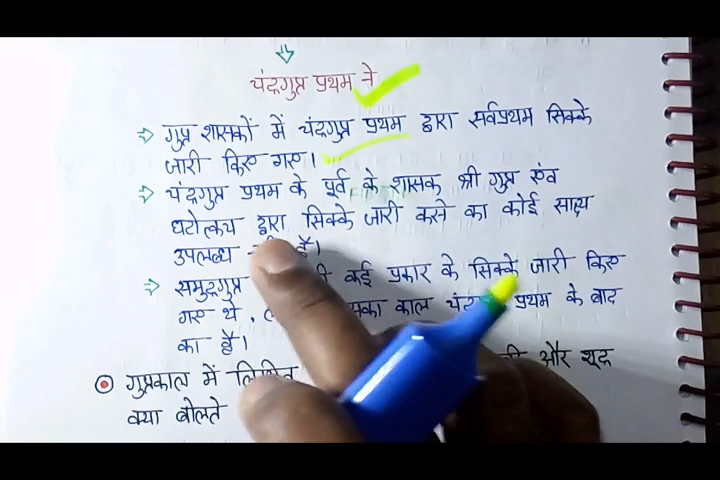 चंद्रगुप्त प्रथम ने
⇒ गुप्त शासकों में चंद्रगुप्त प्रथम द्वारा सर्वप्रथम सिक्के
जारी किए गए।
⇒ चंद्रगुप्त प्रथम के पूर्व के शासक श्री गुप्त एंव
घटोत्कच द्वारा सिक्के जारी करने का कोई साक्ष्य
उपलब्ध है।
⇒ समुद्रगुप्त कई प्रकार के सिक्के जारी किए
गए थे, काल प्रथम के बाद
का है।
गुप्तकाल में और शूद्र
क्या बोलते